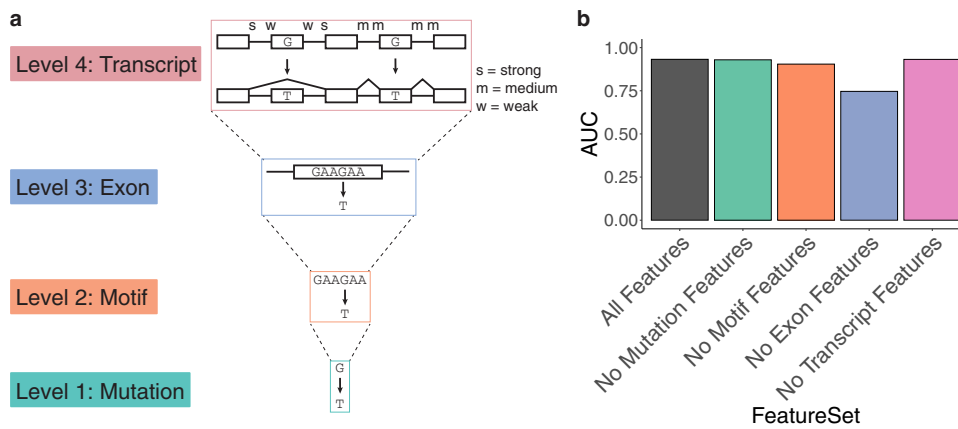 a
s w w s m m m m
G G
Level 4: Transcript
s = strong
m = medium
w = weak
T T
Level 3: Exon
GAAGAA
T
Level 2: Motif
GAAGAA
T
Level 1: Mutation
G
T
b
1.00
0.75
0.50
0.25
0.00
AUC
All Features
No Mutation Features
No Motif Features
No Exon Features
No Transcript Features
FeatureSet